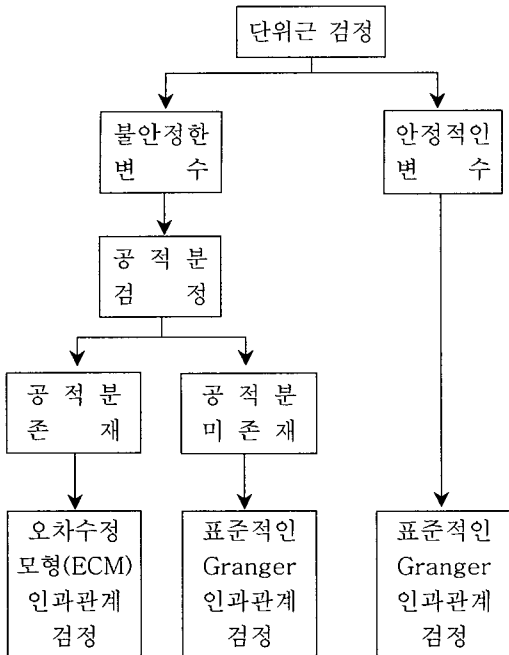 단위근 검정
불안정한
변 수
안정적인
변 수
공 적 분
검 정
공 적 분
존 재
공 적 분
미 존 재
오차수정
모형(ECM)
인과관계
검정
표준적인
Granger
인과관계
검정
표준적인
Granger
인과관계
검정